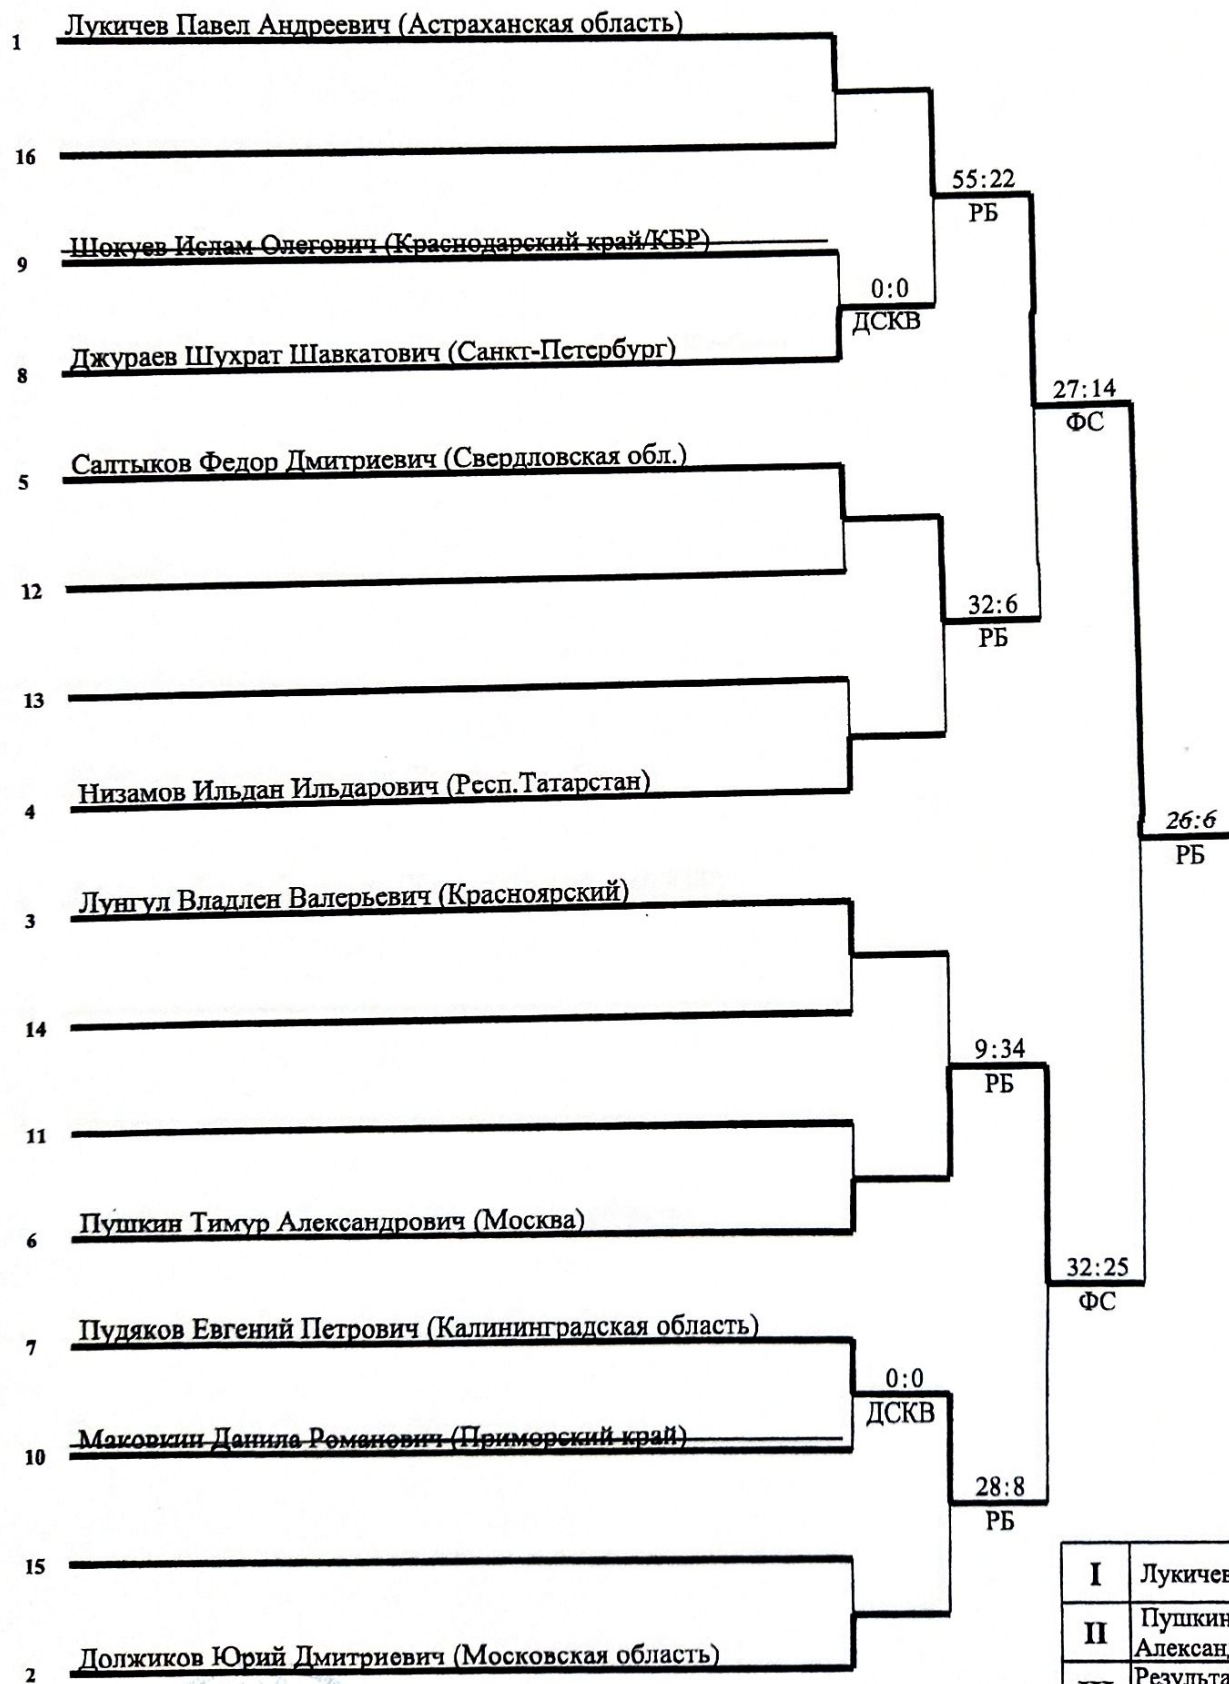 1 Лукичев Павел Андреевич (Астраханская область)
16
55:22
РБ
9 Шокуев Ислам Олегович (Краснодарский край/КБР)
0:0
ДСКВ
8 Джураев Шухрат Шавкатович (Санкт-Петербург)
27:14
ФС
5 Салтыков Федор Дмитриевич (Свердловская обл.)
12
32:6
РБ
13
4 Низамов Ильдан Ильдарович (Респ.Татарстан)
26:6
РБ
3 Лунгул Владлен Валерьевич (Красноярский)
14
9:34
РБ
11
6 Пушкин Тимур Александрович (Москва)
32:25
ФС
7 Пудяков Евгений Петрович (Калининградская область)
0:0
ДСКВ
10 Маковкин Данила Романович (Приморский край)
28:8
РБ
15
I Лукичев
II Пушкин
Алексан
2 Должиков Юрий Дмитриевич (Московская область)
Результа